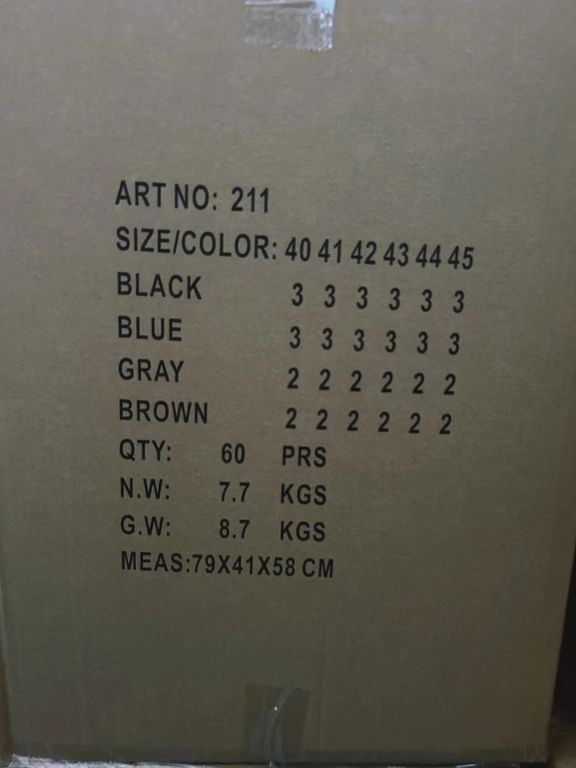 ART NO: 211
SIZE/COLOR: 40 41 42 43 44 45
BLACK 3 3 3 3 3 3
BLUE 3 3 3 3 3 3
GRAY 2 2 2 2 2 2
BROWN 2 2 2 2 2 2
QTY: 60 PRS
N.W: 7.7 KGS
G.W: 8.7 KGS
MEAS:79X41X58 CM